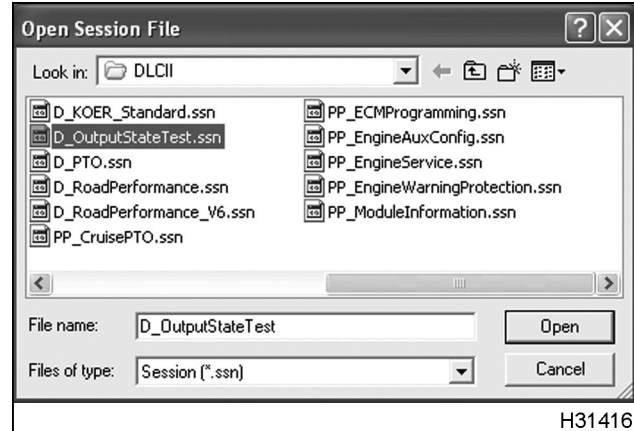 Open Session File
Look in: DLCII
D_KOER_Standard.ssn
D_OutputStateTest.ssn
D_PTO.ssn
D_RoadPerformance.ssn
D_RoadPerformance_V6.ssn
PP_CruisePTO.ssn
PP_ECMProgramming.ssn
PP_EngineAuxConfig.ssn
PP_EngineService.ssn
PP_EngineWarningProtection.ssn
PP_ModuleInformation.ssn
File name: D_OutputStateTest Open
Files of type: Session (*.ssn) Cancel
H31416